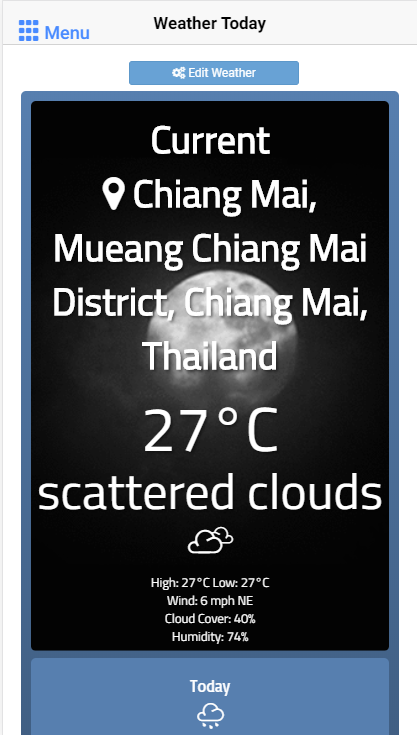 Weather Today
Menu
Edit Weather
Current
Chiang Mai,
Mueang Chiang Mai
District, Chiang Mai,
Thailand
27°C
scattered clouds
High: 27°C Low: 27°C
Wind: 6 mph NE
Cloud Cover: 40%
Humidity: 74%
Today